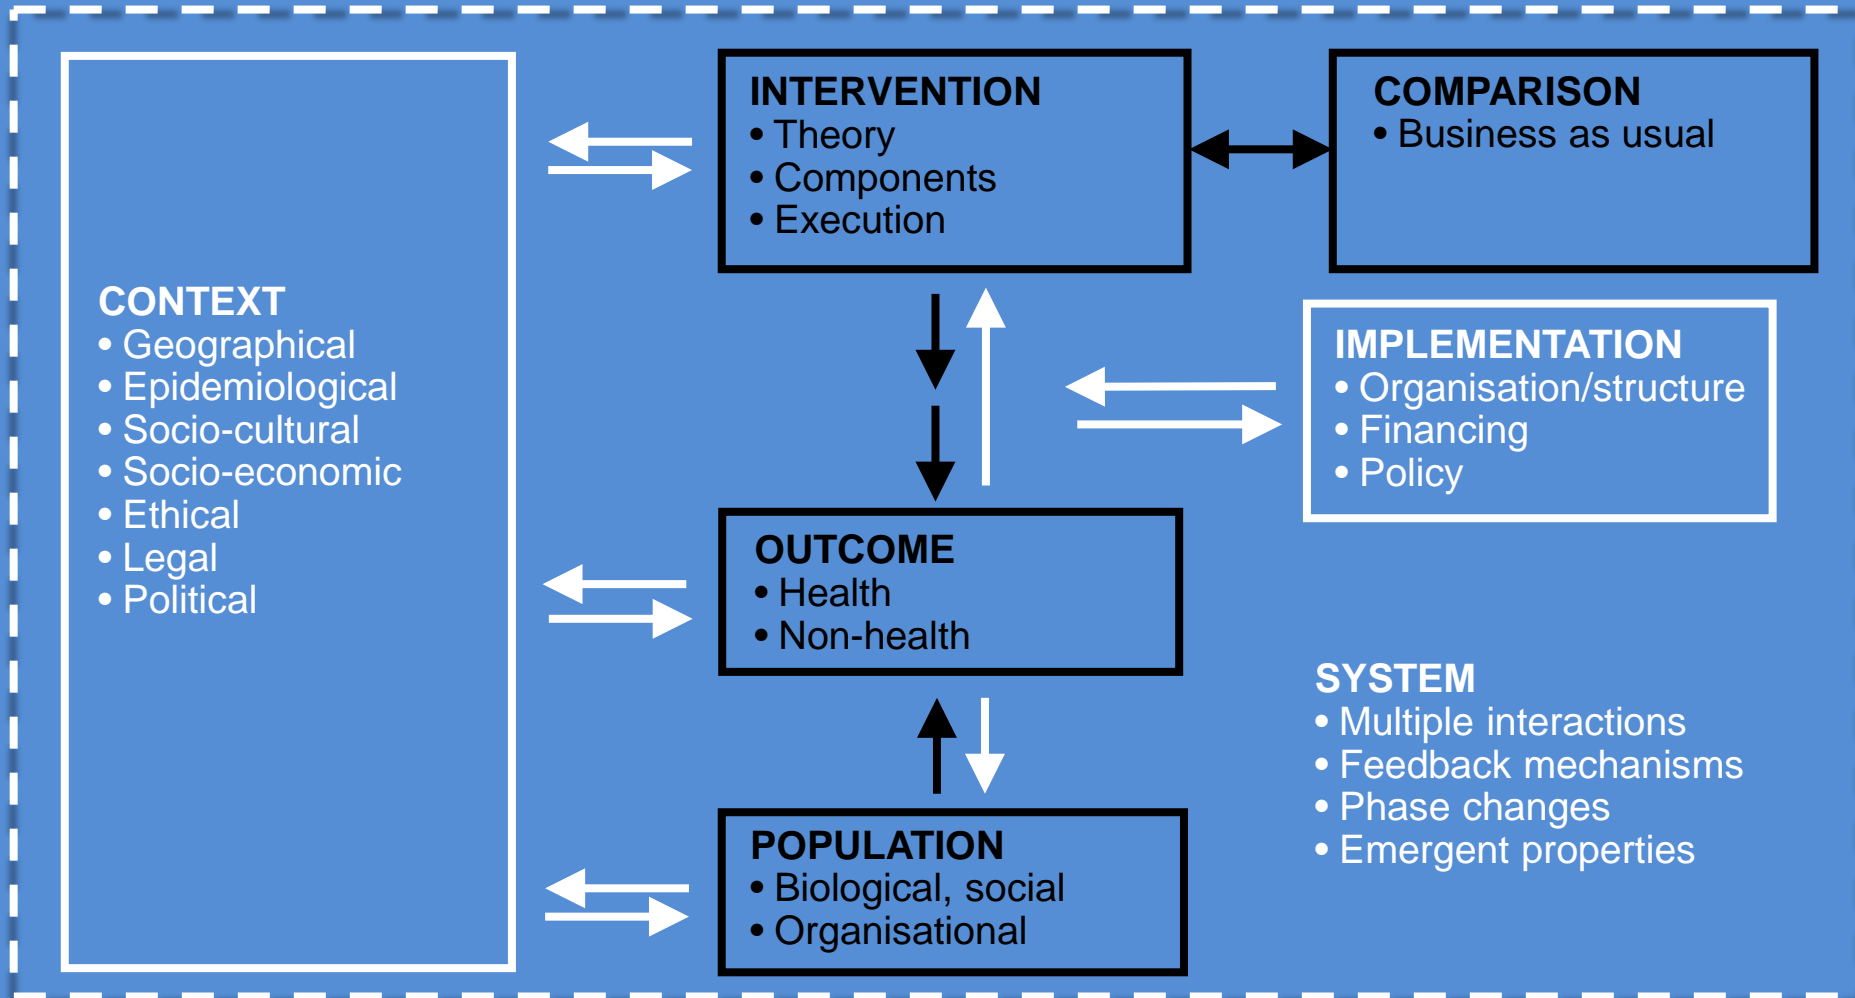 CONTEXT
• Geographical
• Epidemiological
• Socio-cultural
• Socio-economic
• Ethical
• Legal
• Political
INTERVENTION
• Theory
• Components
• Execution
COMPARISON
• Business as usual
IMPLEMENTATION
• Organisation/structure
• Financing
• Policy
OUTCOME
• Health
• Non-health
SYSTEM
• Multiple interactions
• Feedback mechanisms
• Phase changes
• Emergent properties
POPULATION
• Biological, social
• Organisational